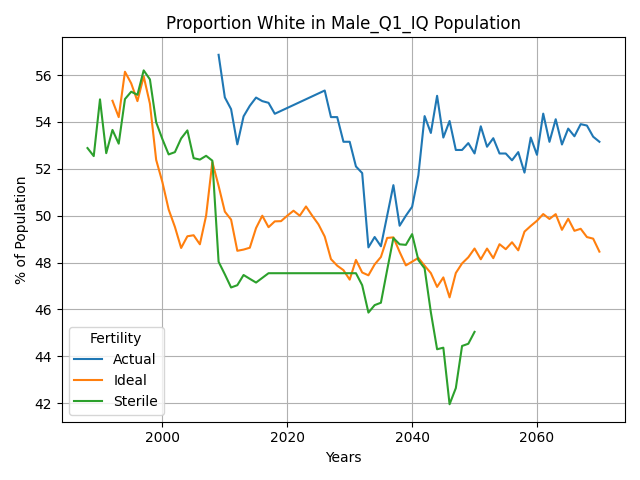 Proportion White in Male_Q1_IQ Population
% of Population
56
54
52
50
48
46
44
42
Fertility
Actual
Ideal
Sterile
2000 2020 2040 2060
Years